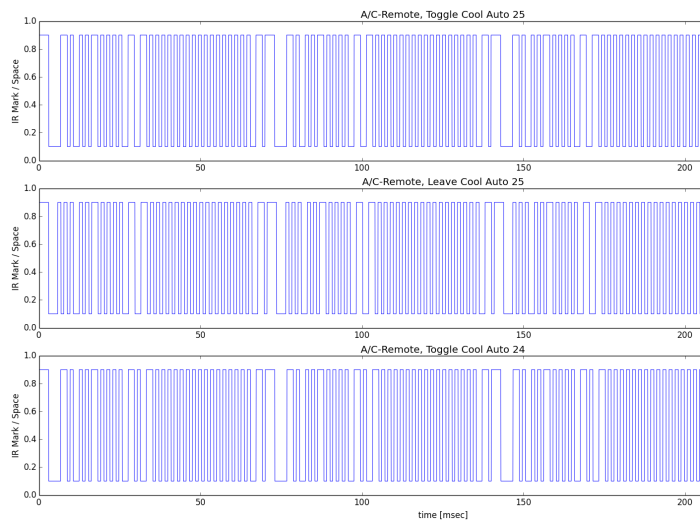 A/C-Remote, Toggle Cool Auto 25
1.0
0.8
0.6
0.4
0.2
0.0
IR Mark / Space
0 50 100 150 200
A/C-Remote, Leave Cool Auto 25
1.0
0.8
0.6
0.4
0.2
0.0
IR Mark / Space
0 50 100 150 200
A/C-Remote, Toggle Cool Auto 24
1.0
0.8
0.6
0.4
0.2
0.0
IR Mark / Space
0 50 100 150 200
time [msec]